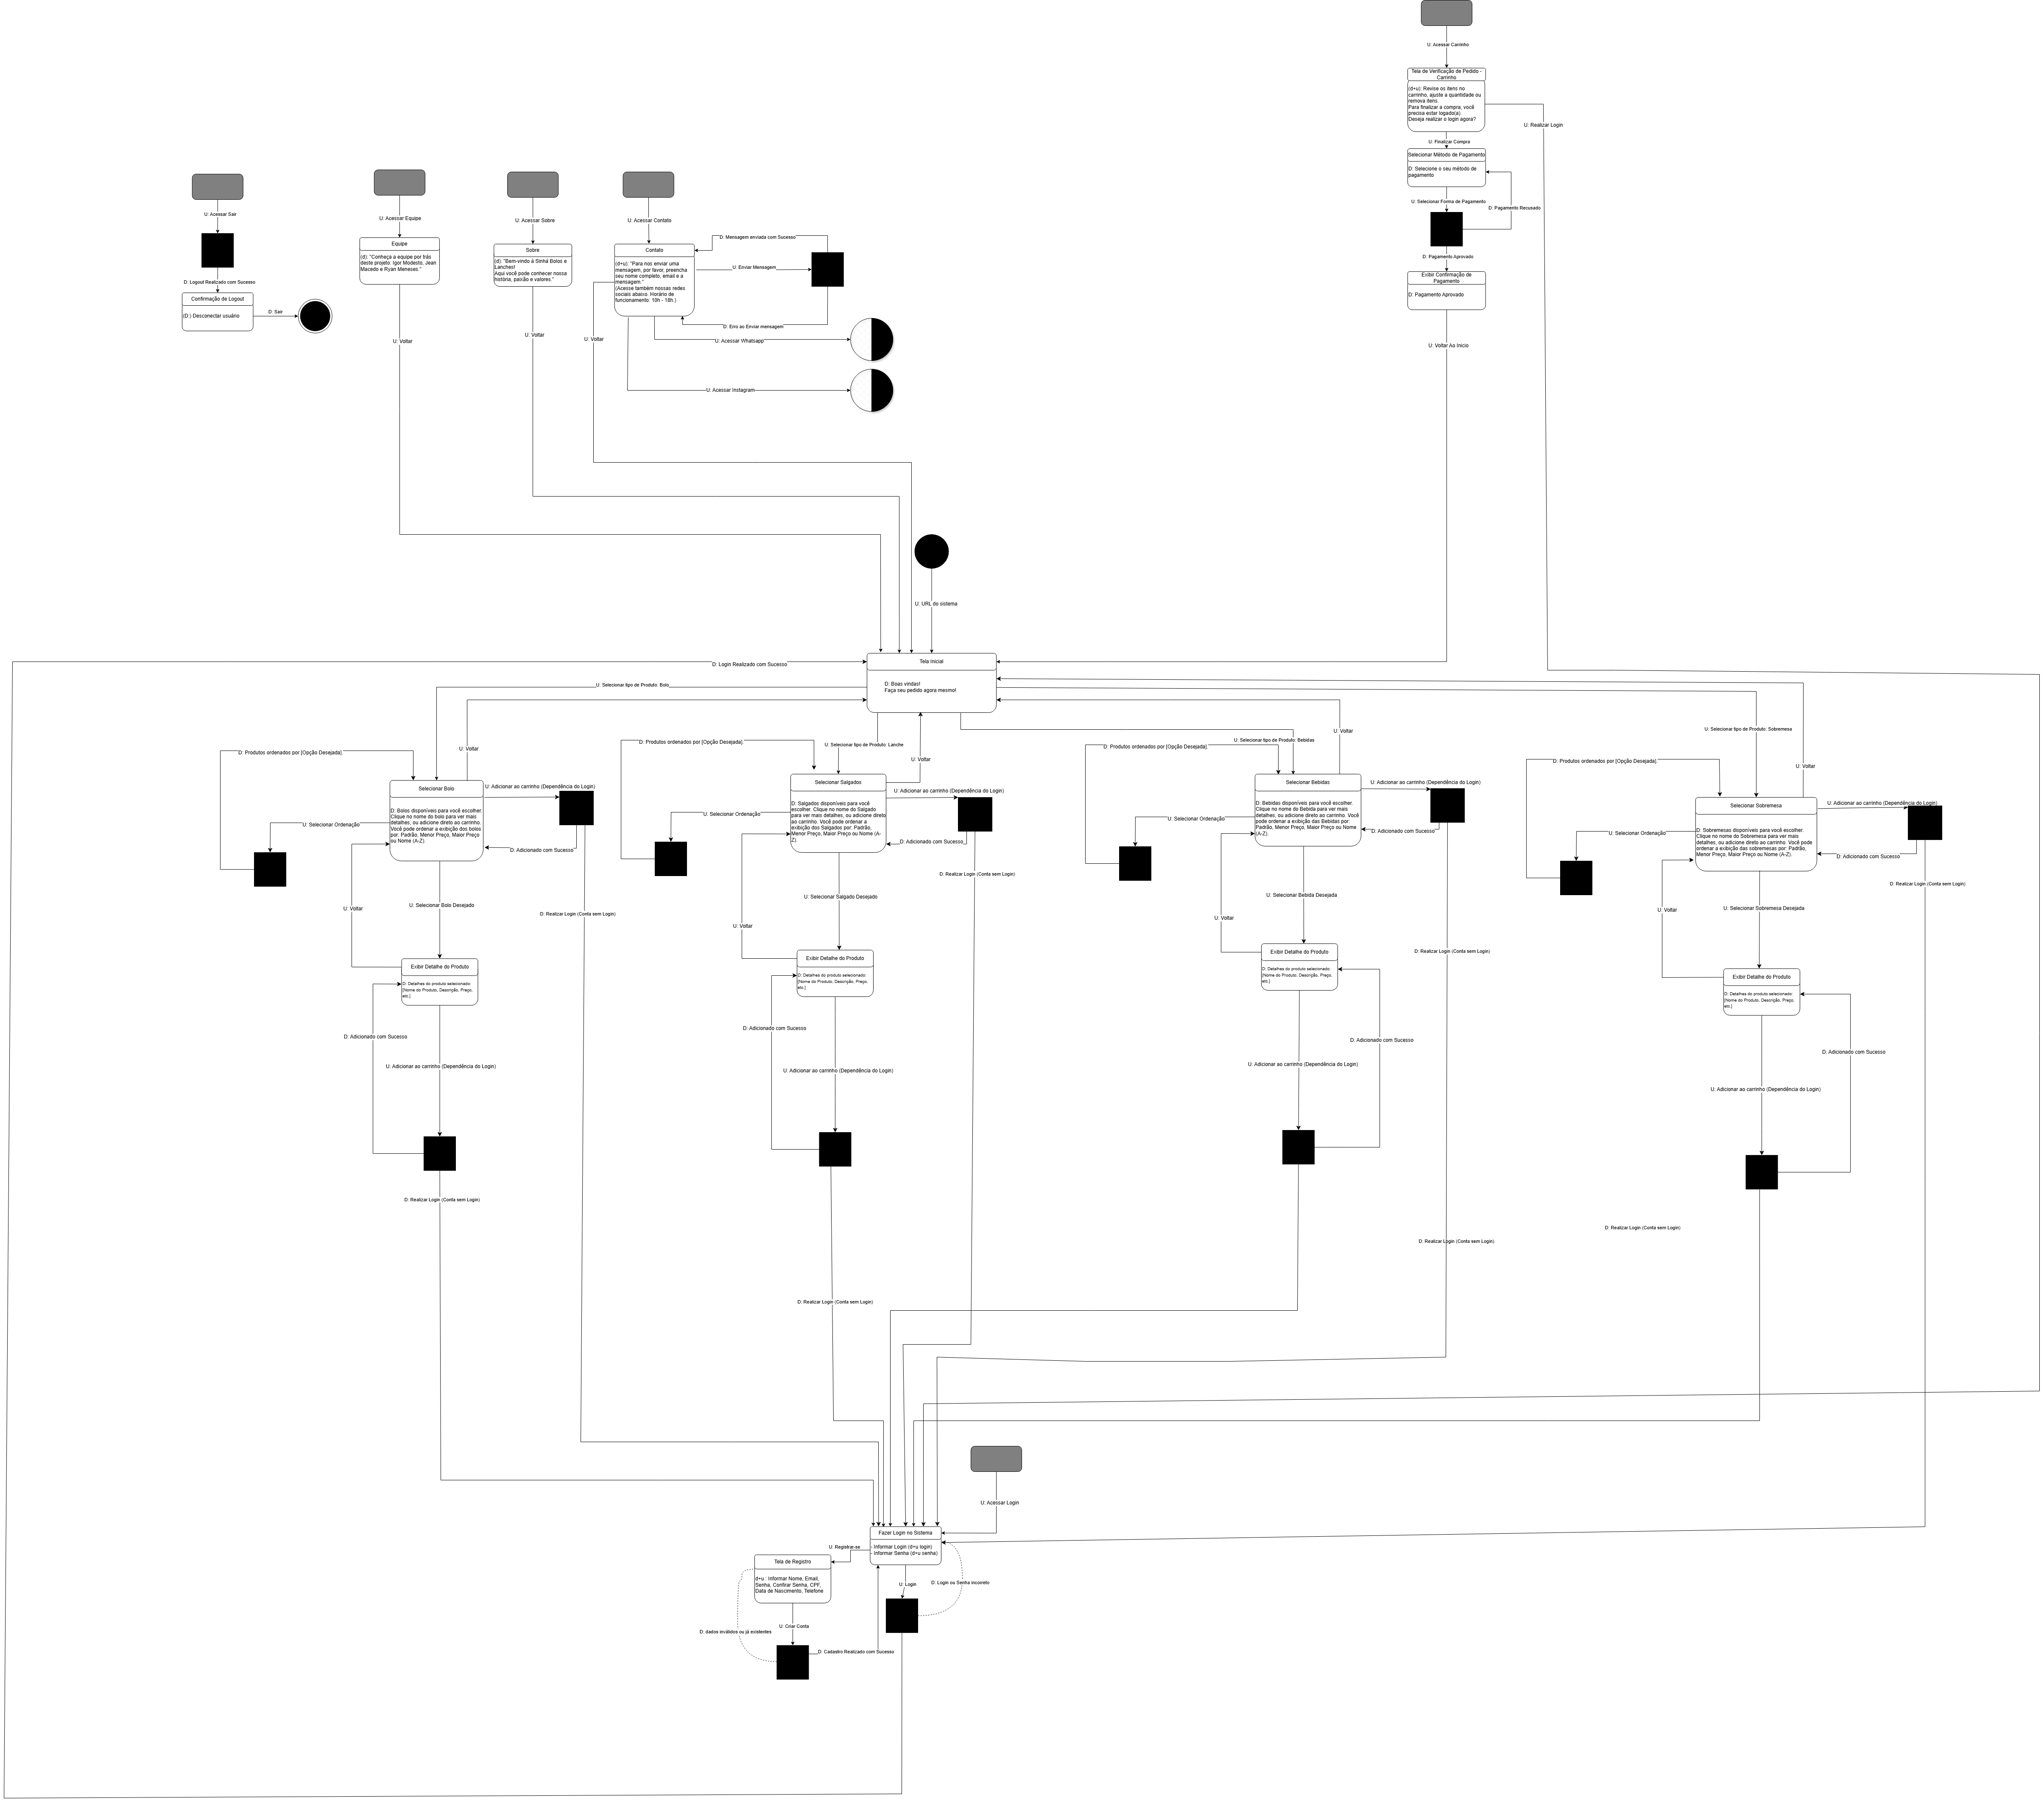 U: Acessar Carrinho
Tela de Verificação de Pedido -
Carrinho
(d+u): Revise os itens no
carrinho, ajuste a quantidade ou
remova itens.
Para finalizar a compra, você
precisa estar logado(a).
Deseja realizar o login agora?
U: Realizar Login
U: Finalizar Compra
Selecionar Método de Pagamento
D: Selecione o seu método de
pagamento
U: Selecionar Forma de Pagamento
D: Pagamento Recusado
D: Pagamento Aprovado
Exibir Confirmação de
Pagamento
D: Pagamento Aprovado
U: Voltar Ao Inicio
U: Acessar Sair
D: Logout Realizado com Sucesso
Confirmação de Logout
(D:) Desconectar usuário
D: Sair
U: Acessar Equipe
Equipe
(d): "Conheça a equipe por trás
deste projeto: Igor Modesto, Jean
Macedo e Ryan Meneses."
U: Voltar
U: Acessar Sobre
Sobre
(d): "Bem-vindo à Sinhá Bolos e
Lanches!
Aqui você pode conhecer nossa
história, paixão e valores."
U: Voltar
U: Acessar Contato
Contato
(d+u): "Para nos enviar uma
mensagem, por favor, preencha
seu nome completo, email e a
mensagem."
(Acesse também nossas redes
sociais abaixo. Horário de
funcionamento: 10h - 18h.)
D: Mensagem enviada com Sucesso
U: Enviar Mensagem
D: Erro ao Enviar mensagem
U: Voltar
U: Acessar Whatsapp
U: Acessar Instagram
U: URL do sistema
Tela Inicial
D: Boas vindas!
Faça seu pedido agora mesmo!
D: Login Realizado com Sucesso
U: Selecionar tipo de Produto: Bolo
U: Selecionar tipo de Produto: Lanche
U: Selecionar tipo de Produto: Bebidas
U: Selecionar tipo de Produto: Sobremesa
D: Produtos ordenados por [Opção Desejada].
U: Voltar
Selecionar Bolo
D: Bolos disponíveis para você escolher.
Clique no nome do bolo para ver mais
detalhes, ou adicione direto ao carrinho.
Você pode ordenar a exibição dos bolos
por: Padrão, Menor Preço, Maior Preço
ou Nome (A-Z).
U: Adicionar ao carrinho (Dependência do Login)
U: Selecionar Ordenação
D: Adicionado com Sucesso
U: Selecionar Bolo Desejado
U: Voltar
D: Realizar Login (Conta sem Login)
Exibir Detalhe do Produto
D: Detalhes do produto selecionado:
[Nome do Produto, Descrição, Preço,
etc.]
D: Adicionado com Sucesso
U: Adicionar ao carrinho (Dependência do Login)
D: Realizar Login (Conta sem Login)
D: Produtos ordenados por [Opção Desejada].
U: Voltar
Selecionar Salgados
D: Salgados disponíveis para você
escolher. Clique no nome do Salgado
para ver mais detalhes, ou adicione direto
ao carrinho. Você pode ordenar a
exibição dos Salgados por: Padrão,
Menor Preço, Maior Preço ou Nome (A-
Z).
U: Adicionar ao carrinho (Dependência do Login)
U: Selecionar Ordenação
D: Adicionado com Sucesso
D: Realizar Login (Conta sem Login)
U: Selecionar Salgado Desejado
U: Voltar
Exibir Detalhe do Produto
D: Detalhes do produto selecionado:
[Nome do Produto, Descrição, Preço,
etc.]
D: Adicionado com Sucesso
U: Adicionar ao carrinho (Dependência do Login)
D: Realizar Login (Conta sem Login)
D: Produtos ordenados por [Opção Desejada].
U: Voltar
Selecionar Bebidas
D: Bebidas disponíveis para você escolher.
Clique no nome do Bebida para ver mais
detalhes, ou adicione direto ao carrinho. Você
pode ordenar a exibição das Bebidas por:
Padrão, Menor Preço, Maior Preço ou Nome
(A-Z).
U: Adicionar ao carrinho (Dependência do Login)
U: Selecionar Ordenação
D: Adicionado com Sucesso
U: Selecionar Bebida Desejada
U: Voltar
D: Realizar Login (Conta sem Login)
Exibir Detalhe do Produto
D: Detalhes do produto selecionado:
[Nome do Produto, Descrição, Preço,
etc.]
D: Adicionado com Sucesso
U: Adicionar ao carrinho (Dependência do Login)
D: Realizar Login (Conta sem Login)
D: Produtos ordenados por [Opção Desejada].
U: Voltar
Selecionar Sobremesa
D: Sobremesas disponíveis para você escolher.
Clique no nome do Sobremesa para ver mais
detalhes, ou adicione direto ao carrinho. Você pode
ordenar a exibição das sobremesas por: Padrão,
Menor Preço, Maior Preço ou Nome (A-Z).
U: Adicionar ao carrinho (Dependência do Login)
U: Selecionar Ordenação
D: Adicionado com Sucesso
D: Realizar Login (Conta sem Login)
U: Selecionar Sobremesa Desejada
U: Voltar
Exibir Detalhe do Produto
D: Detalhes do produto selecionado:
[Nome do Produto, Descrição, Preço,
etc.]
D: Adicionado com Sucesso
U: Adicionar ao carrinho (Dependência do Login)
D: Realizar Login (Conta sem Login)
U: Acessar Login
Fazer Login no Sistema
- Informar Login (d+u login)
- Informar Senha (d+u senha)
U: Registrar-se
Tela de Registro
d+u : Informar Nome, Email,
Senha, Confirar Senha, CPF,
Data de Nascimento, Telefone
U: Login
D: Login ou Senha incorreto
U: Criar Conta
D: dados inválidos ou já existentes
D: Cadastro Realizado com Sucesso